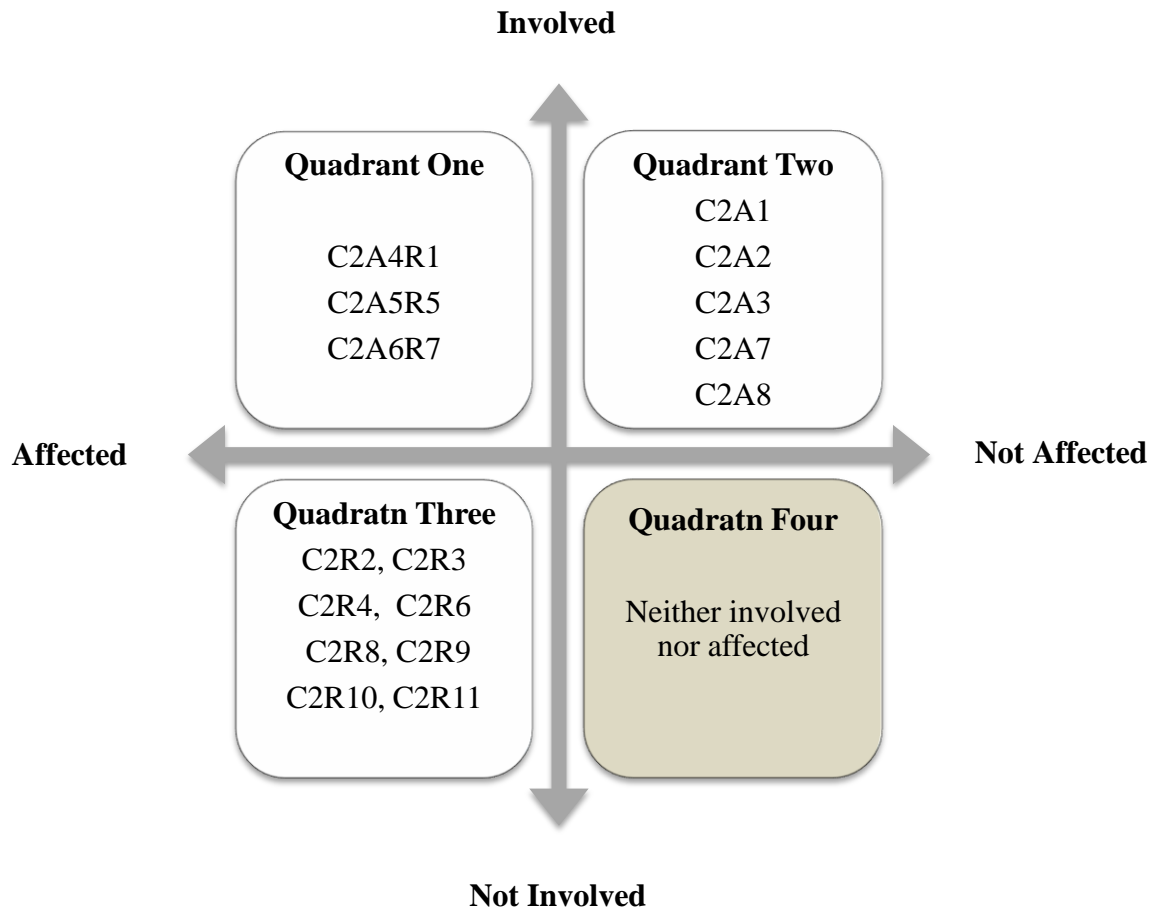 Involved
Quadrant One
C2A4R1
C2A5R5
C2A6R7
Quadrant Two
C2A1
C2A2
C2A3
C2A7
C2A8
Affected
Not Affected
Quadratn Three
C2R2, C2R3
C2R4, C2R6
C2R8, C2R9
C2R10, C2R11
Quadratn Four
Neither involved
nor affected
Not Involved